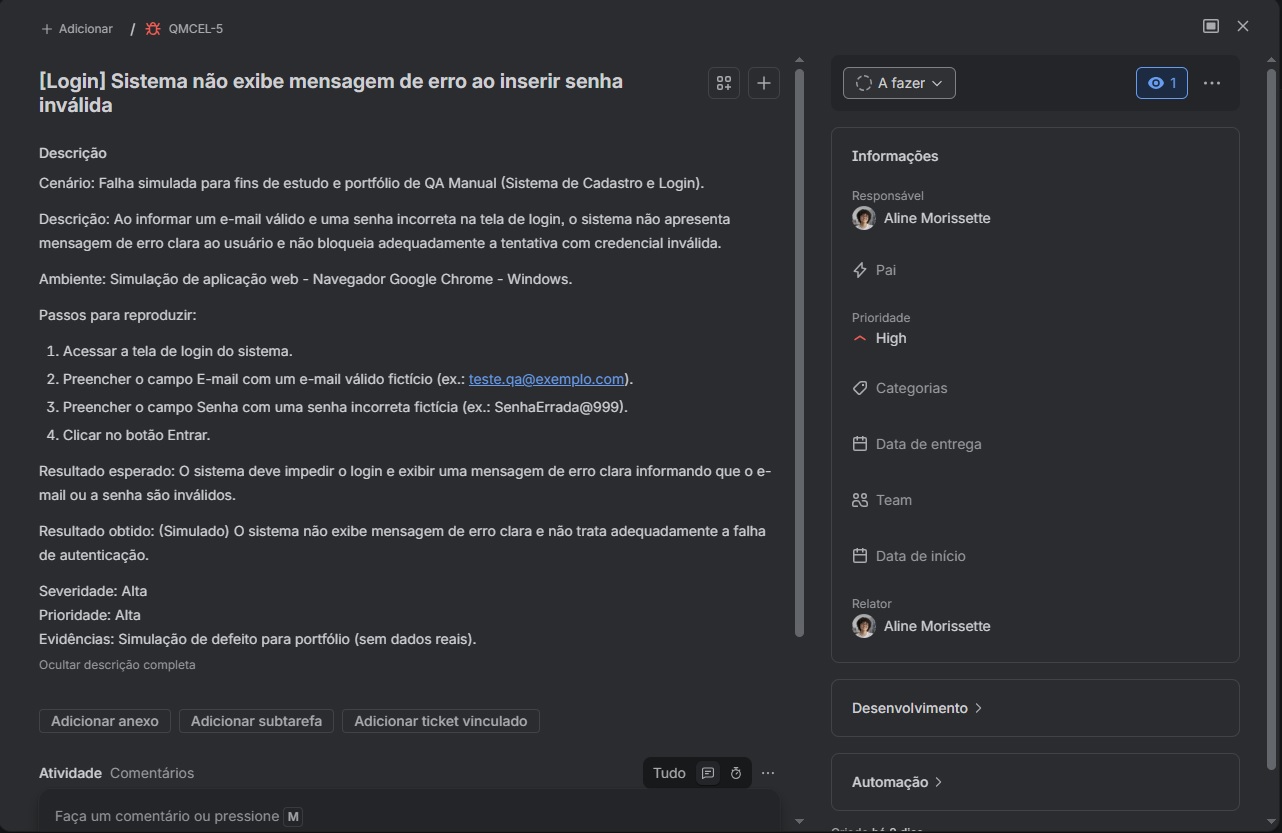 Adicionar / QMCEL-5
[Login] Sistema não exibe mensagem de erro ao inserir senha
inválida
Descrição
Cenário: Falha simulada para fins de estudo e portfólio de QA Manual (Sistema de Cadastro e Login).
Descrição: Ao informar um e-mail válido e uma senha incorreta na tela de login, o sistema não apresenta
mensagem de erro clara ao usuário e não bloqueia adequadamente a tentativa com credencial inválida.
Ambiente: Simulação de aplicação web - Navegador Google Chrome - Windows.
Passos para reproduzir:
1. Acessar a tela de login do sistema.
2. Preencher o campo E-mail com um e-mail válido fictício (ex.: teste.qa@exemplo.com).
3. Preencher o campo Senha com uma senha incorreta fictícia (ex.: SenhaErrada@999).
4. Clicar no botão Entrar.
Resultado esperado: O sistema deve impedir o login e exibir uma mensagem de erro clara informando que o e-
mail ou a senha são inválidos.
Resultado obtido: (Simulado) O sistema não exibe mensagem de erro clara e não trata adequadamente a falha
de autenticação.
Severidade: Alta
Prioridade: Alta
Evidências: Simulação de defeito para portfólio (sem dados reais).
Ocultar descrição completa
Adicionar anexo
Adicionar subtarefa
Adicionar ticket vinculado
Atividade Comentários
Tudo
Faça um comentário ou pressione M
A fazer
1
Informações
Responsável
Aline Morissette
Pai
Prioridade
High
Categorias
Data de entrega
Team
Data de início
Relator
Aline Morissette
Desenvolvimento
Automação